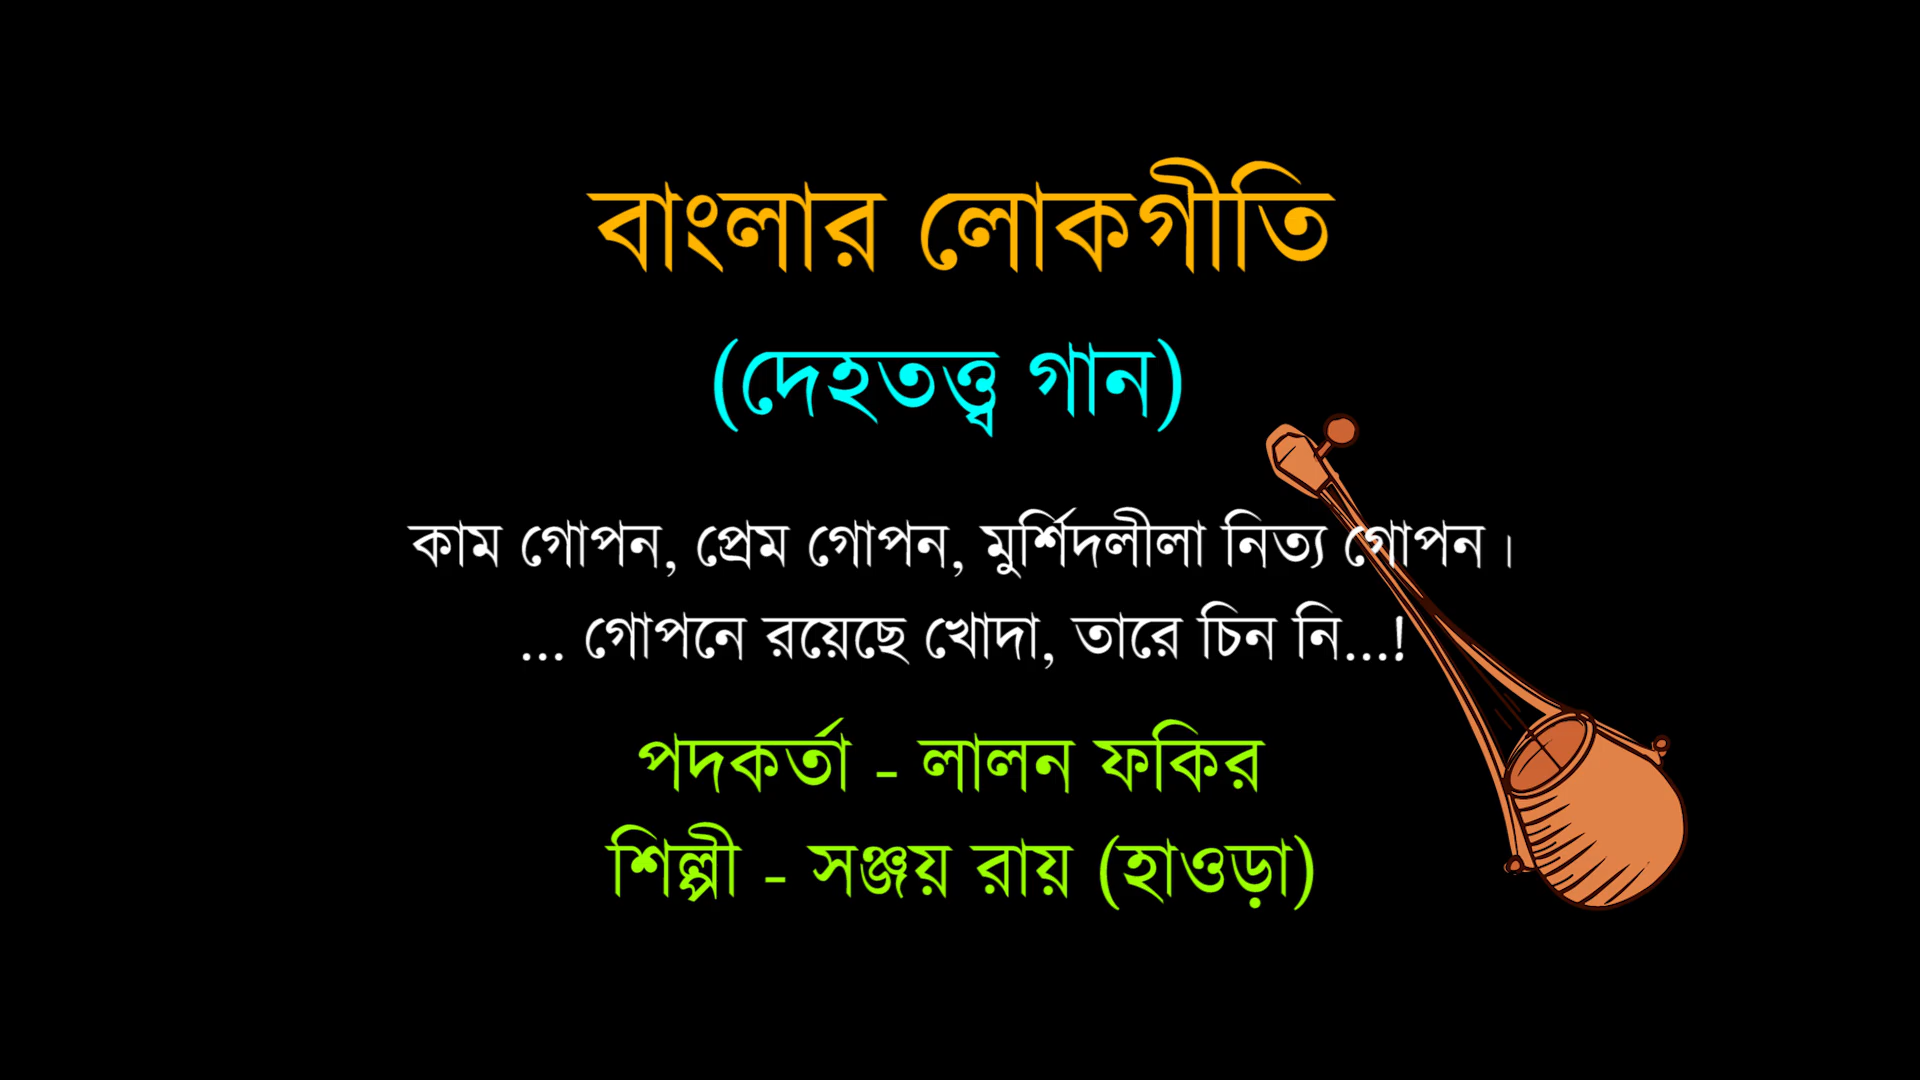 বাংলার লোকগীতি
(দেহতত্ত্ব গান)
কাম গোপন, প্রেম গোপন, মুর্শিদলীলা নিত্য গোপন।
... গোপনে রয়েছে খোদা, তারে চিন নি...!
পদকর্তা - লালন ফকির
শিল্পী - সঞ্জয় রায় (হাওড়া)